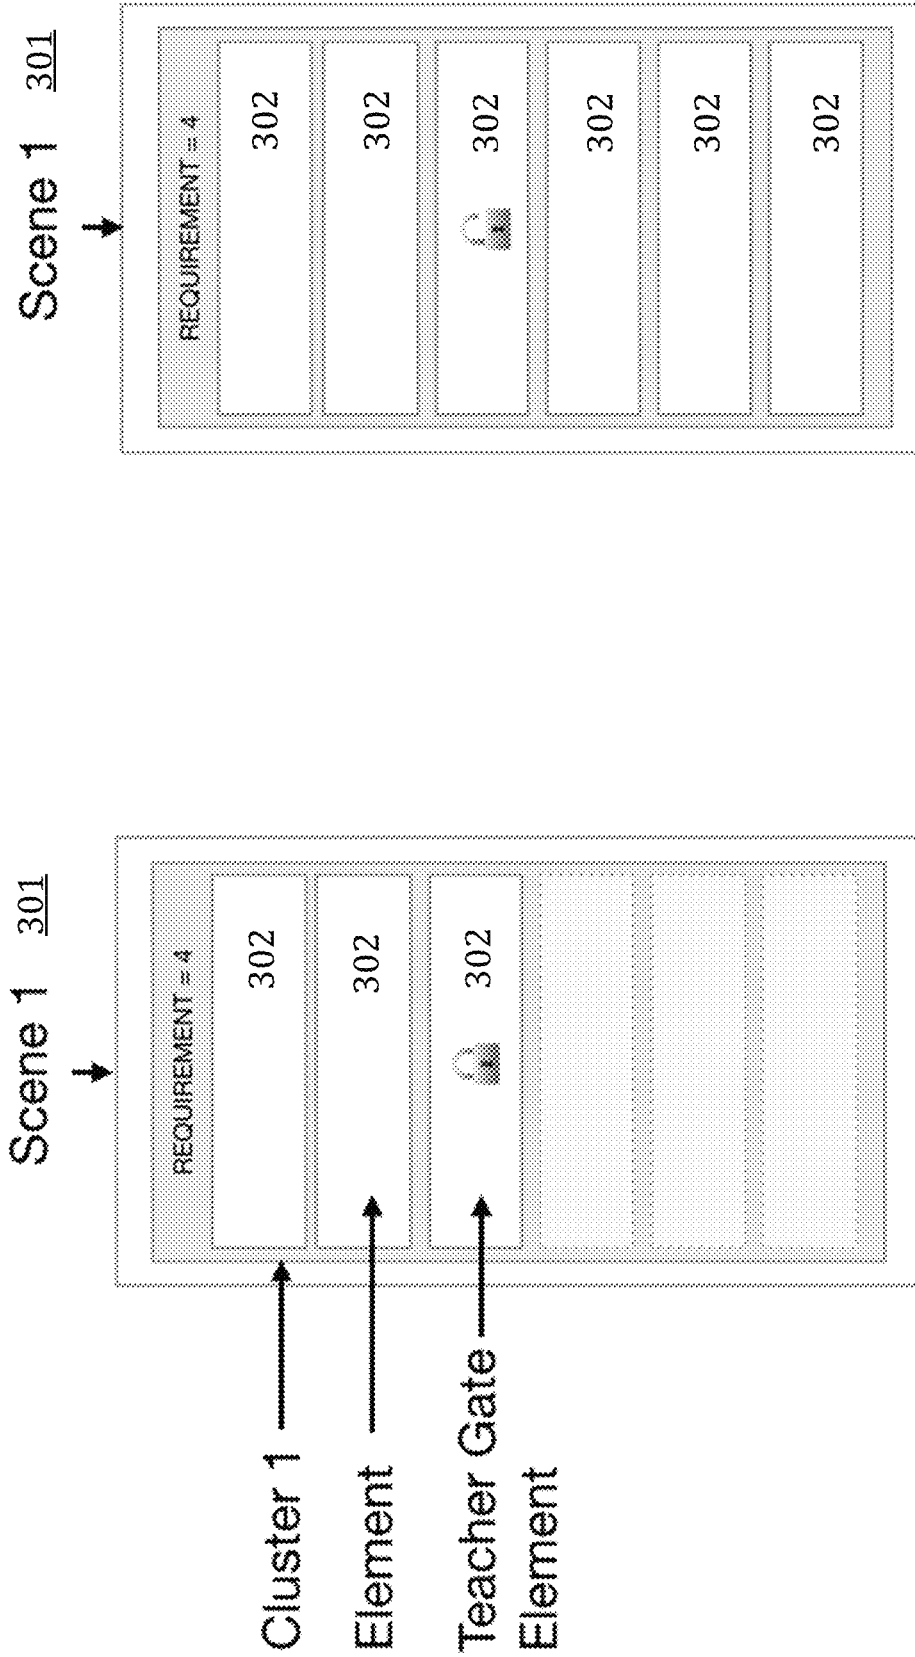 Scene 1 301
REQUIREMENT = 4
Cluster 1
302
Element
302
Teacher Gate
Element
302
Scene 1 301
REQUIREMENT = 4
302
302
302
302
302
302